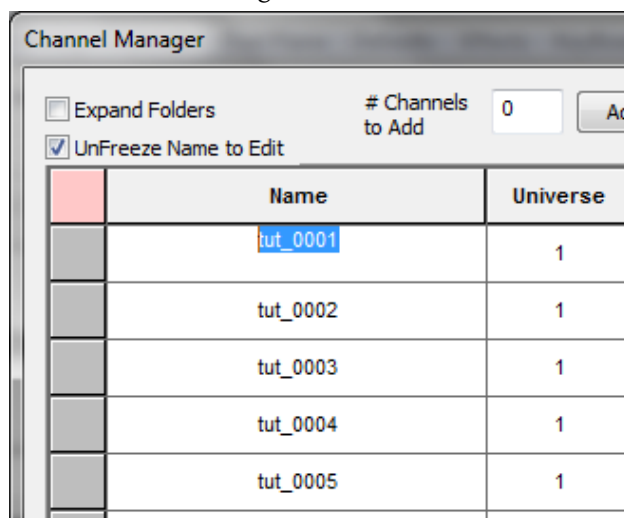 Channel Manager
Expand Folders
# Channels
to Add
0
UnFreeze Name to Edit
Name Universe
tut_0001 1
tut_0002 1
tut_0003 1
tut_0004 1
tut_0005 1